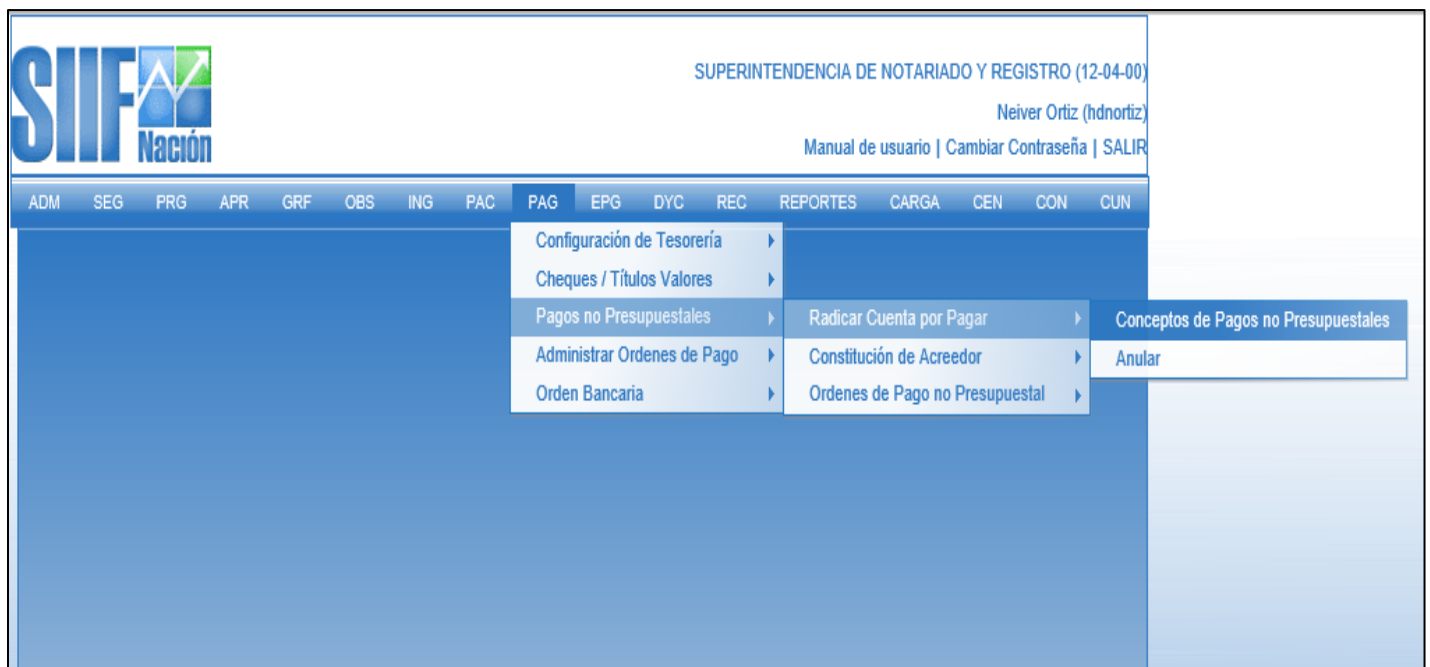 SIIF
Nación
SUPERINTENDENCIA DE NOTARIADO Y REGISTRO (12-04-00)
Neiver Ortiz (hdnortiz)
Manual de usuario | Cambiar Contraseña | SALIR
ADM SEG PRG APR GRF OBS ING PAC PAG EPG DYC REC REPORTES CARGA CEN CON CUN
Configuración de Tesorería
Cheques / Títulos Valores
Pagos no Presupuestales Radicar Cuenta por Pagar Conceptos de Pagos no Presupuestales
Administrar Ordenes de Pago Constitución de Acreedor Anular
Orden Bancaria Ordenes de Pago no Presupuestal